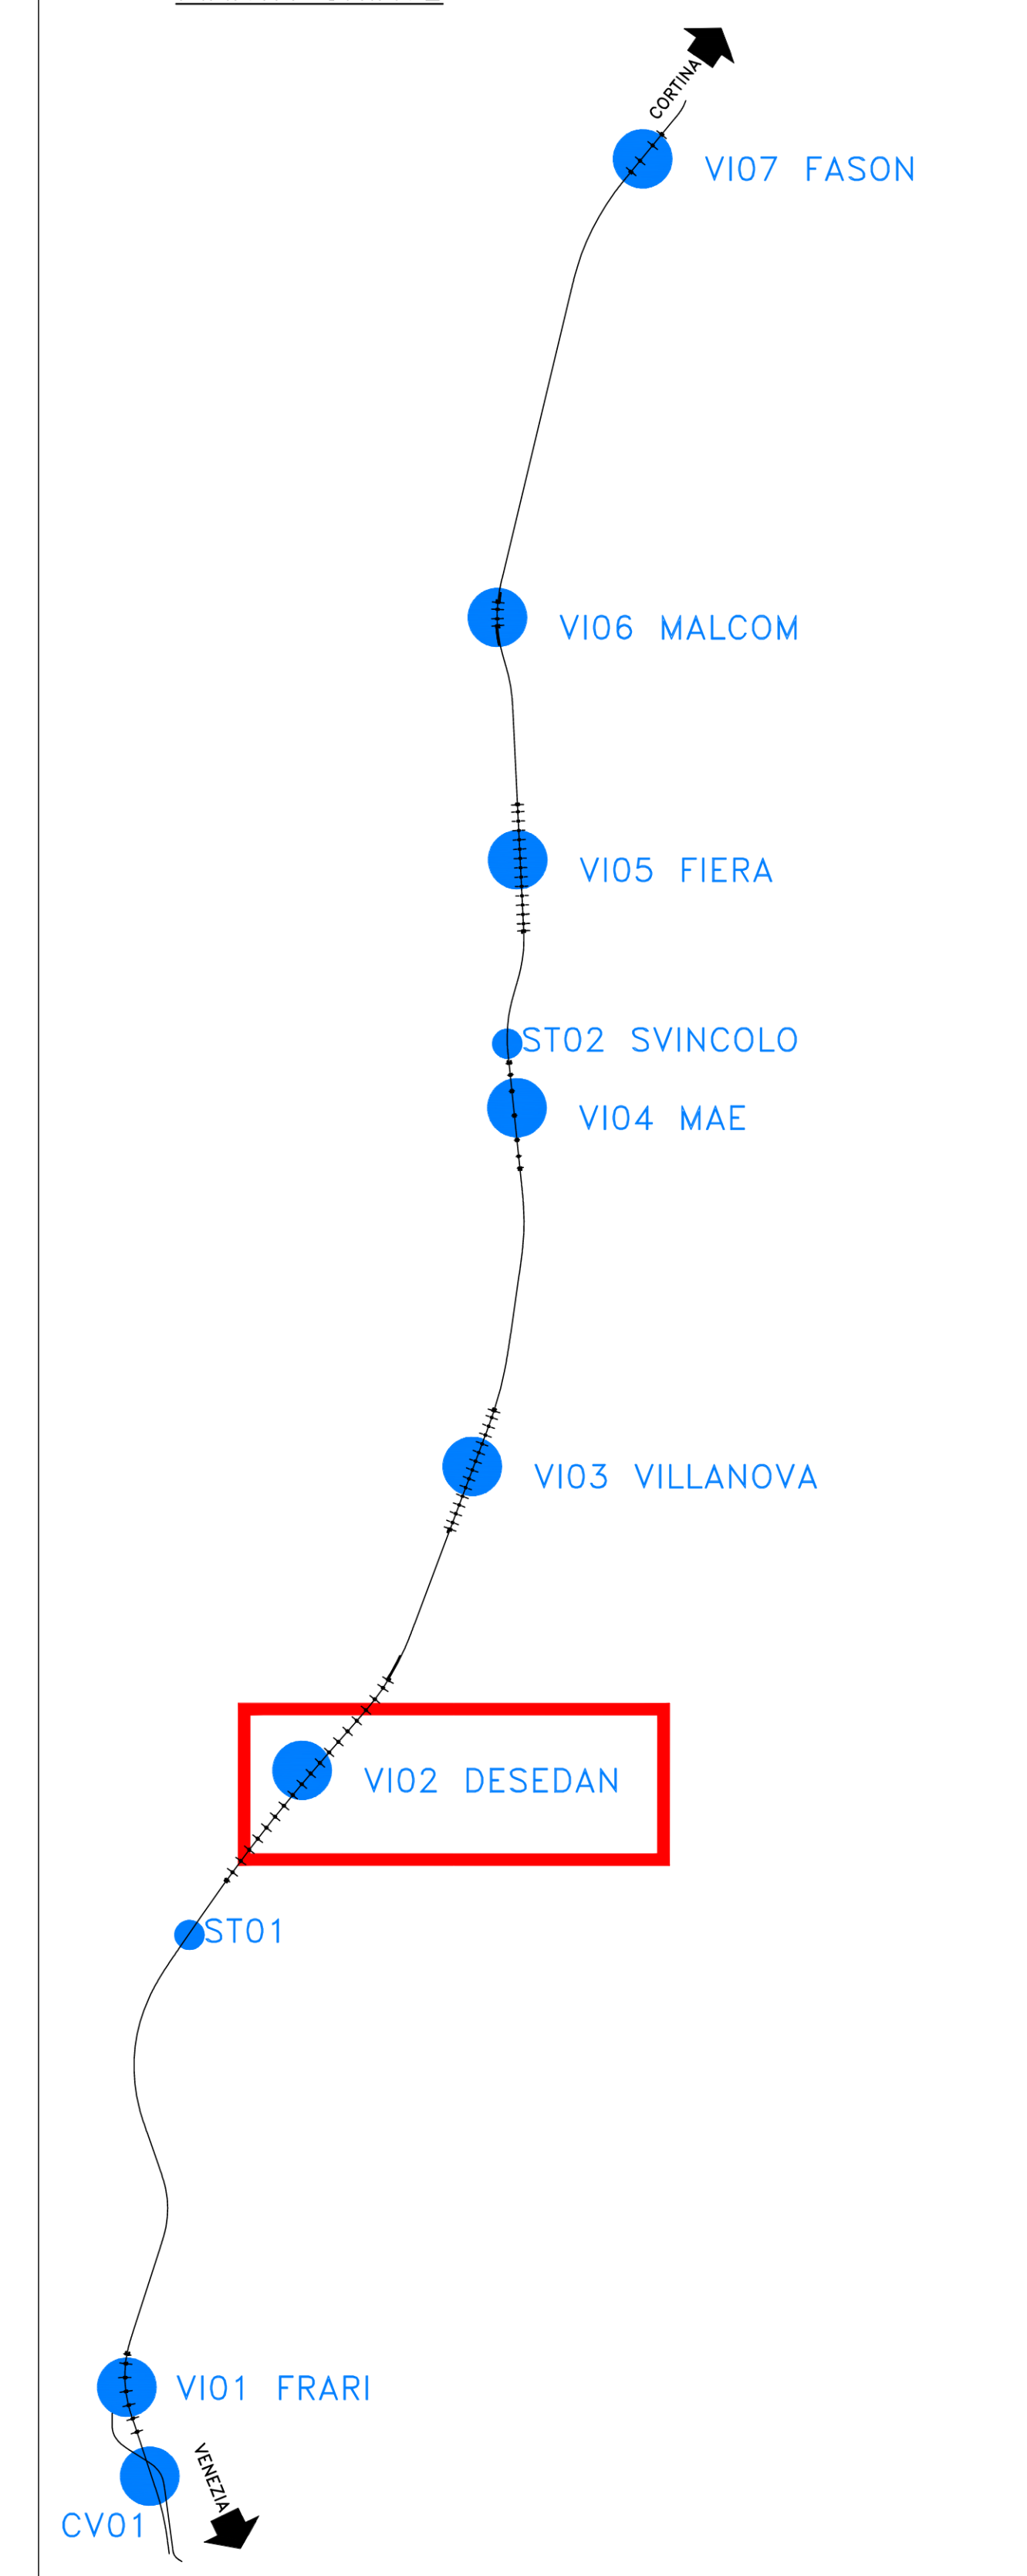 CORTINA
VI07 FASON
VI06 MALCOM
VI05 FIERA
ST02 SVINCOLO
VI04 MAE
VI03 VILLANOVA
VI02 DESEDAN
ST01
VI01 FRARI
VENEZIA
CV01